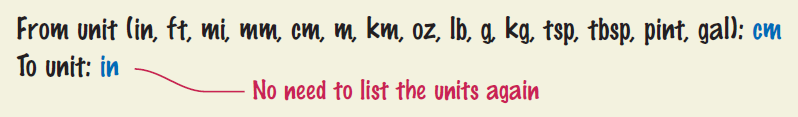 From unit (in, ft, mi, mm, cm, m, km, oz, lb, g, kg, tsp, tbsp, pint, gal): cm
To unit: in
No need to list the units again